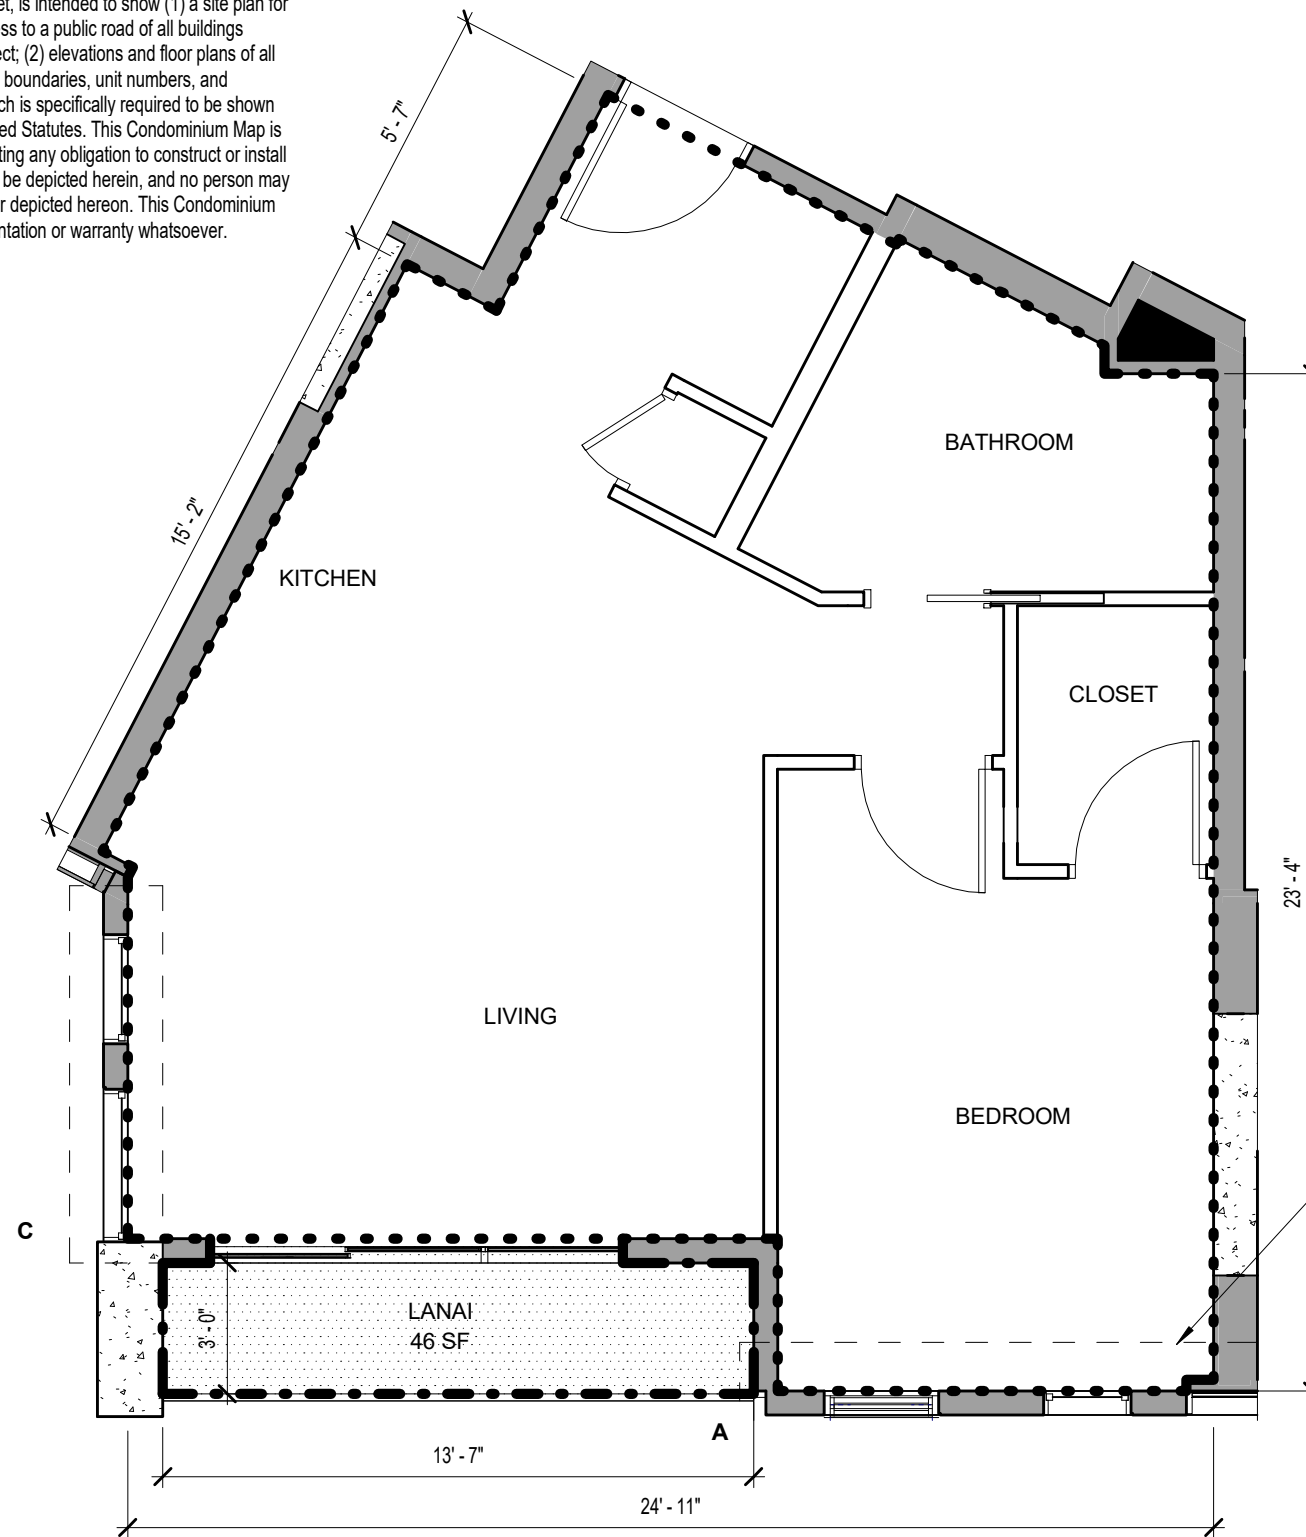 et, is intended to show (1) a site plan for
ess to a public road of all buildings
ect; (2) elevations and floor plans of all
boundaries, unit numbers, and
ch is specifically required to be shown
ed Statutes. This Condominium Map is
ting any obligation to construct or install
be depicted herein, and no person may
r depicted hereon. This Condominium
ntation or warranty whatsoever.
5' - 7"
15' - 2"
BATHROOM
KITCHEN
CLOSET
23' - 4"
LIVING
BEDROOM
C
LANAI
46 SF
3' - 0"
A
13' - 7"
24' - 11"